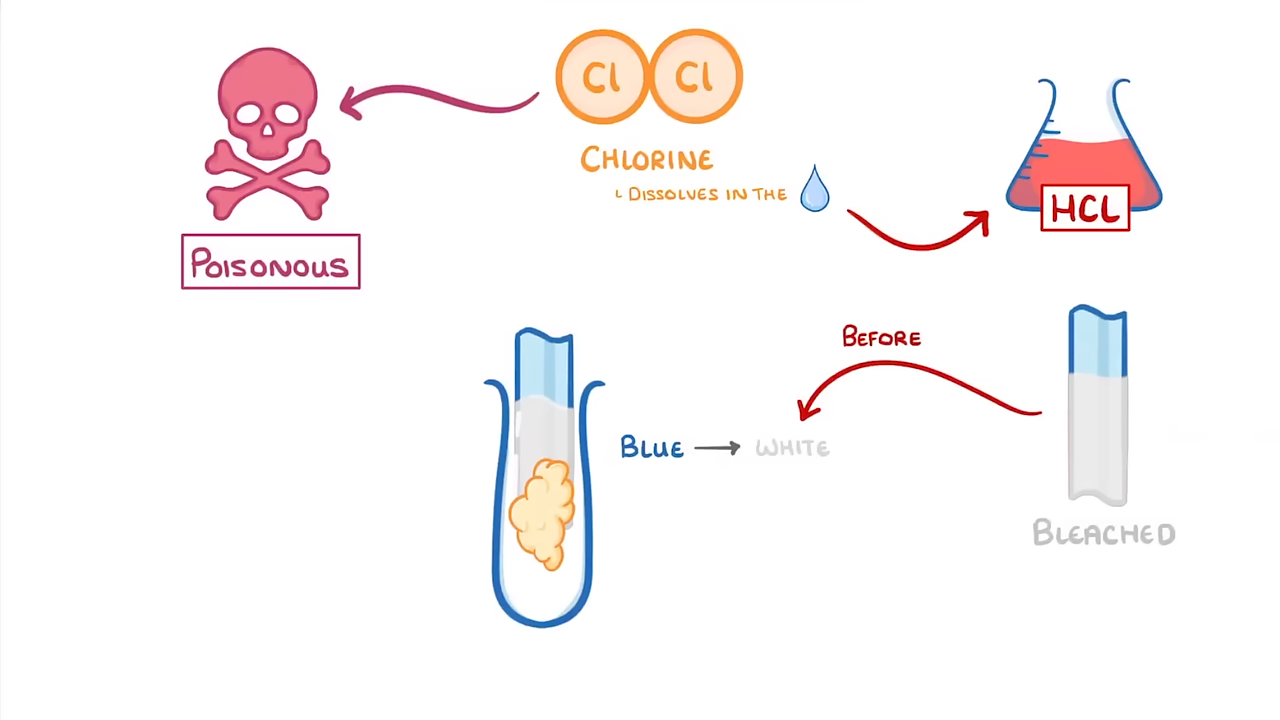 Cl Cl
CHLORINE
↳ DISSOLVES IN THE
HCL
POISONOUS
BEFORE
BLUE → WHITE
BLEACHED